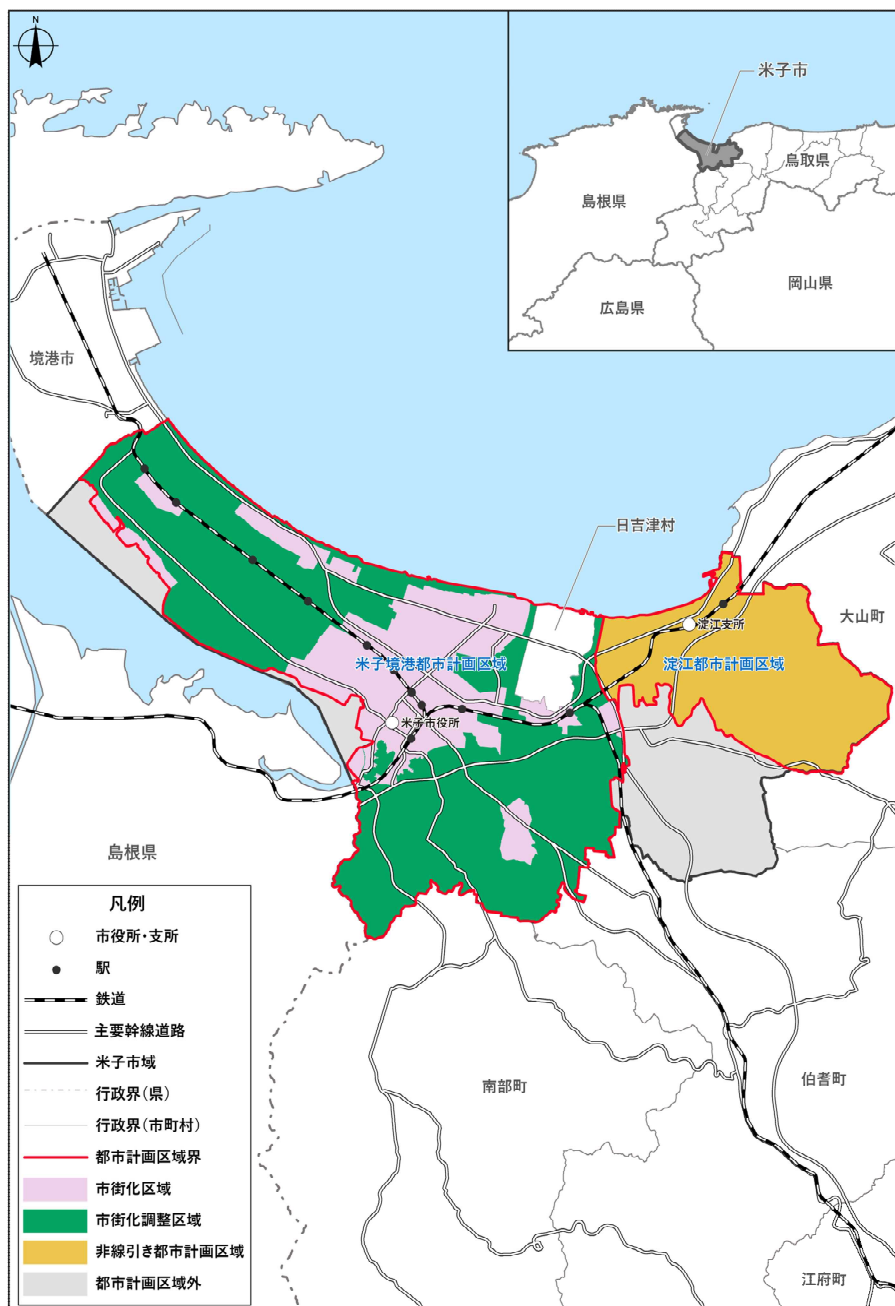 N
米子市
鳥取県
島根県
岡山県
広島県
境港市
日吉津村
大山町
淀江支所
米子境港都市計画区域
淀江都市計画区域
米子市役所
島根県
凡例
市役所・支所
駅
鉄道
主要幹線道路
米子市域
行政界(県)
行政界(市町村)
都市計画区域界
市街化区域
市街化調整区域
非線引き都市計画区域
都市計画区域外
南部町
伯耆町
江府町